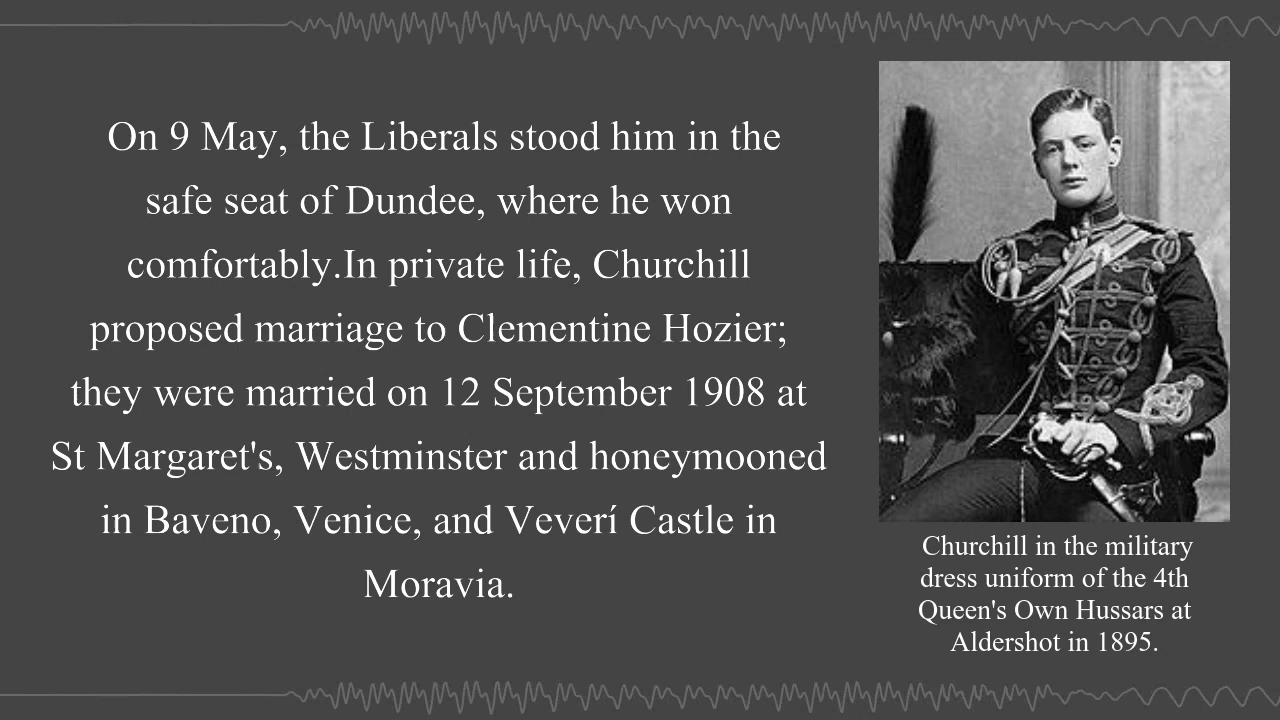 On 9 May, the Liberals stood him in the
safe seat of Dundee, where he won
comfortably.In private life, Churchill
proposed marriage to Clementine Hozier;
they were married on 12 September 1908 at
St Margaret's, Westminster and honeymooned
in Baveno, Venice, and Veverí Castle in
Moravia.
Churchill in the military
dress uniform of the 4th
Queen's Own Hussars at
Aldershot in 1895.